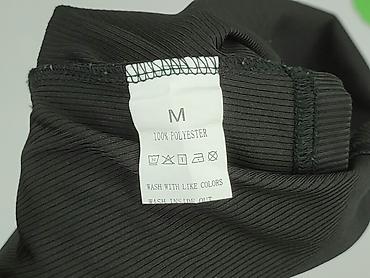 M
100% POLYESTER
WASH WITH LIKE COLORS
WASH INSIDE OUT